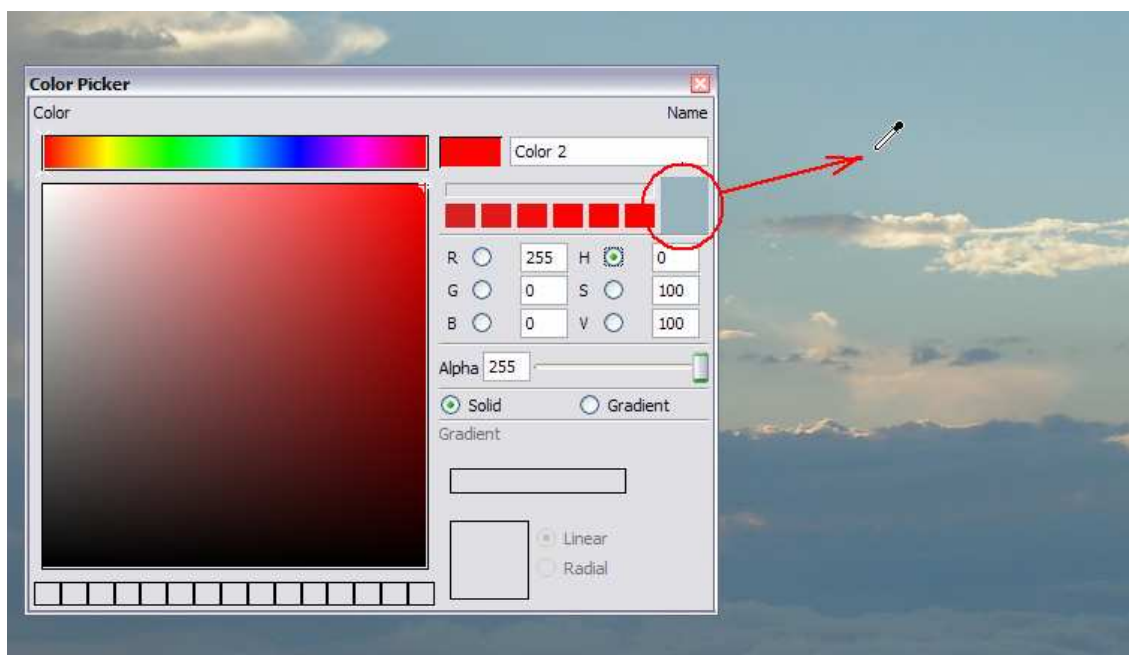 Color Picker
Color Name
Color 2
R 255 H 0
G 0 S 100
B 0 V 100
Alpha 255
Solid Gradient
Gradient
Linear
Radial